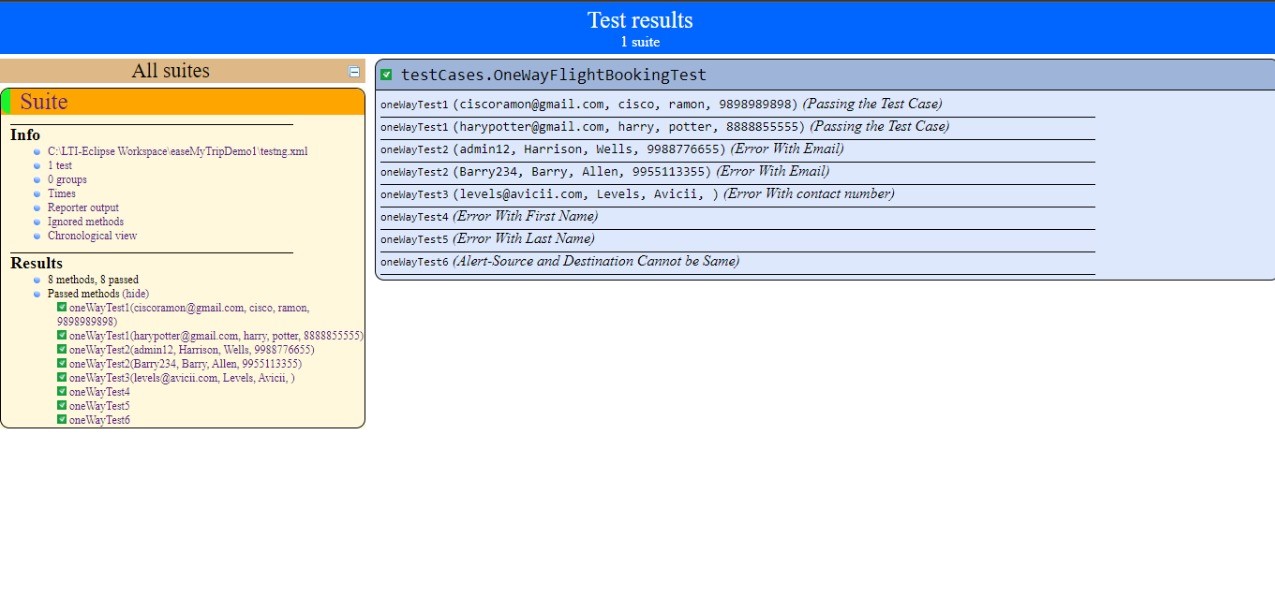 Test results
1 suite
All suites
Suite
Info
C:\LTI-Eclipse Workspace\easeMyTripDemo1\testng.xml
1 test
0 groups
Times
Reporter output
Ignored methods
Chronological view
Results
8 methods, 8 passed
Passed methods (hide)
oneWayTest1(ciscoramon@gmail.com, cisco, ramon,
9898989898)
oneWayTest1(harypotter@gmail.com, harry, potter, 8888855555)
oneWayTest2(admin12, Harrison, Wells, 9988776655)
oneWayTest2(Barry234, Barry, Allen, 9955113355)
oneWayTest3(levels@avicii.com, Levels, Avicii, )
oneWayTest4
oneWayTest5
oneWayTest6
testCases.OneWayFlightBookingTest
oneWayTest1 (ciscoramon@gmail.com, cisco, ramon, 9898989898) (Passing the Test Case)
oneWayTest1 (harypotter@gmail.com, harry, potter, 8888855555) (Passing the Test Case)
oneWayTest2 (admin12, Harrison, Wells, 9988776655) (Error With Email)
oneWayTest2 (Barry234, Barry, Allen, 9955113355) (Error With Email)
oneWayTest3 (levels@avicii.com, Levels, Avicii, ) (Error With contact number)
oneWayTest4 (Error With First Name)
oneWayTest5 (Error With Last Name)
oneWayTest6 (Alert-Source and Destination Cannot be Same)